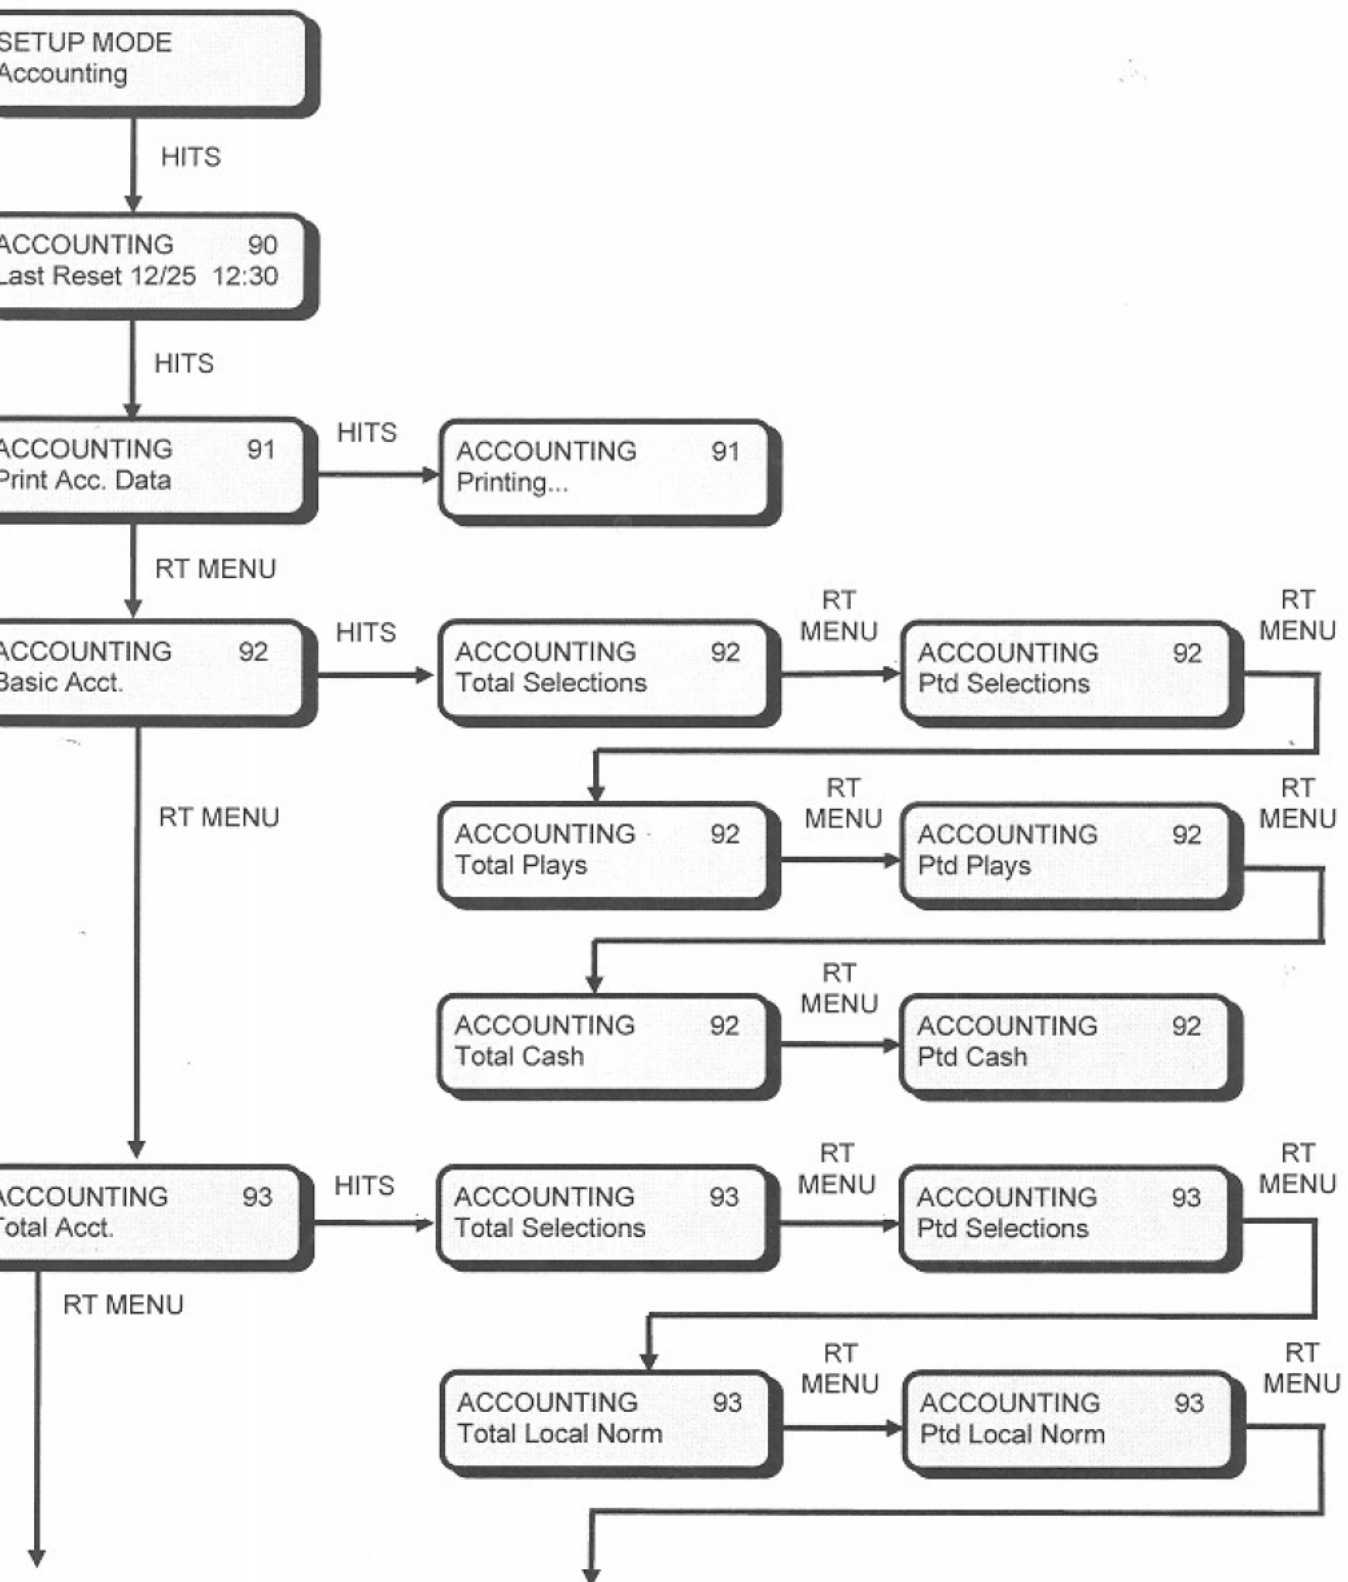 SETUP MODE
Accounting
HITS
ACCOUNTING 90
Last Reset 12/25 12:30
HITS
ACCOUNTING 91
Print Acc. Data
HITS
ACCOUNTING 91
Printing...
RT MENU
ACCOUNTING 92
Basic Acct.
HITS
ACCOUNTING 92
Total Selections
RT
MENU
ACCOUNTING 92
Ptd Selections
RT
MENU
RT MENU
ACCOUNTING 92
Total Plays
RT
MENU
ACCOUNTING 92
Ptd Plays
RT
MENU
ACCOUNTING 92
Total Cash
RT
MENU
ACCOUNTING 92
Ptd Cash
ACCOUNTING 93
Total Acct.
HITS
ACCOUNTING 93
Total Selections
RT
MENU
ACCOUNTING 93
Ptd Selections
RT
MENU
RT MENU
ACCOUNTING 93
Total Local Norm
RT
MENU
ACCOUNTING 93
Ptd Local Norm
RT
MENU